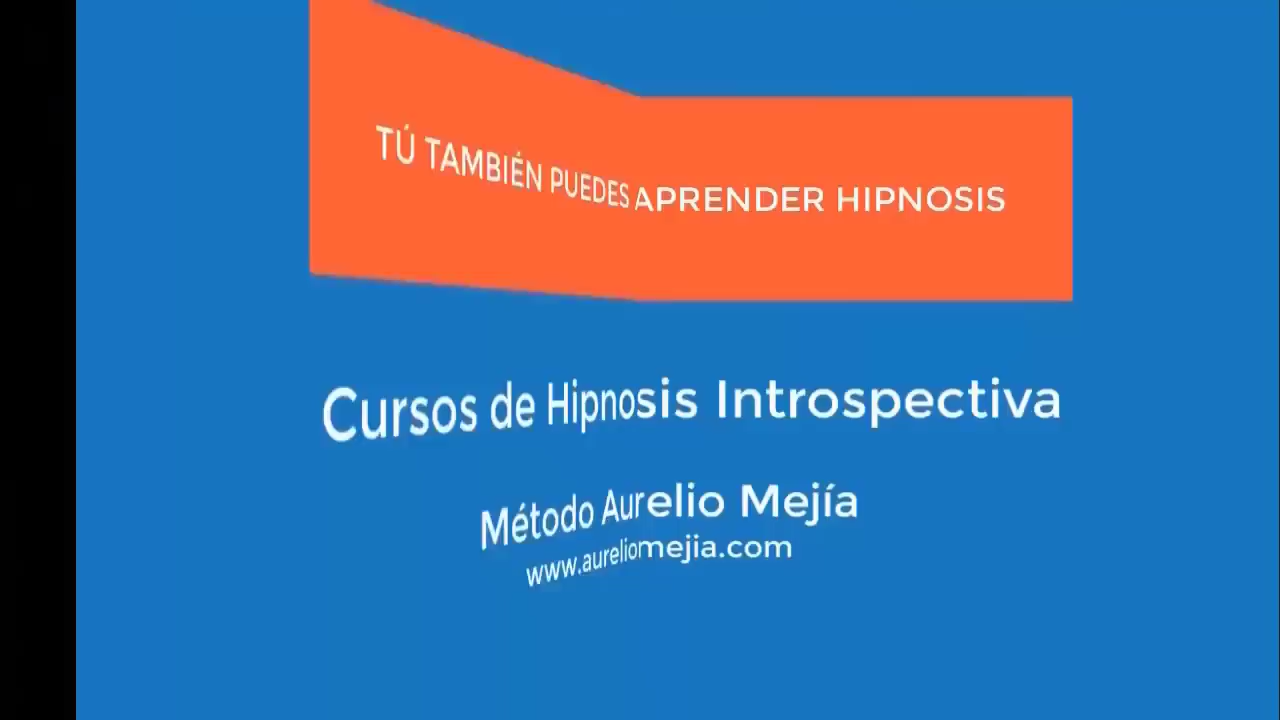 TÚ TAMBIÉN PUEDES APRENDER HIPNOSIS
Cursos de Hipnosis Introspectiva
Método Aurelio Mejía
www.aureliomejia.com